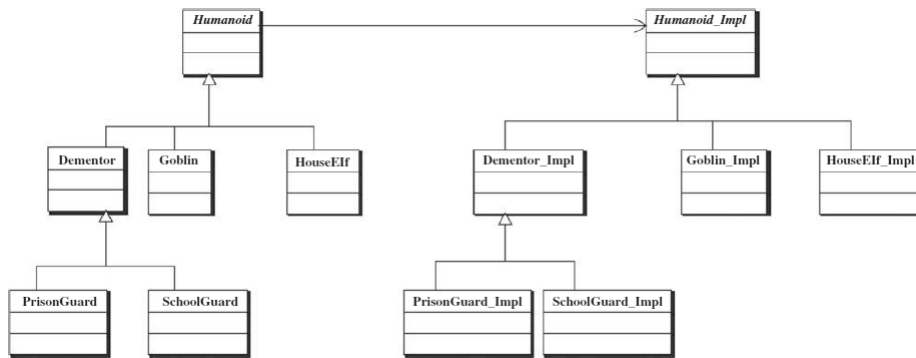 Humanoid
Humanoid_Impl
Dementor
Goblin
HouseElf
Dementor_Impl
Goblin_Impl
HouseElf_Impl
PrisonGuard
SchoolGuard
PrisonGuard_Impl
SchoolGuard_Impl